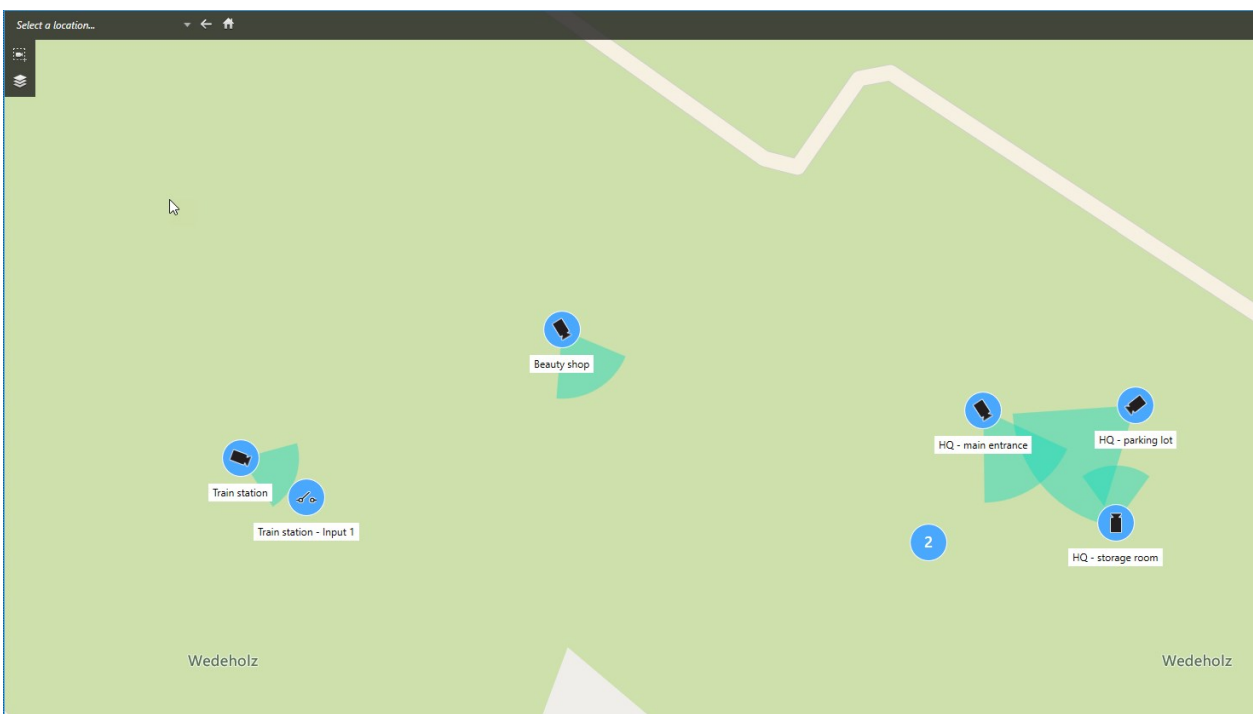 Select a location...
Beauty shop
HQ - main entrance
HQ - parking lot
Train station
Train station - Input 1
2
HQ - storage room
Wedeholz
Wedeholz